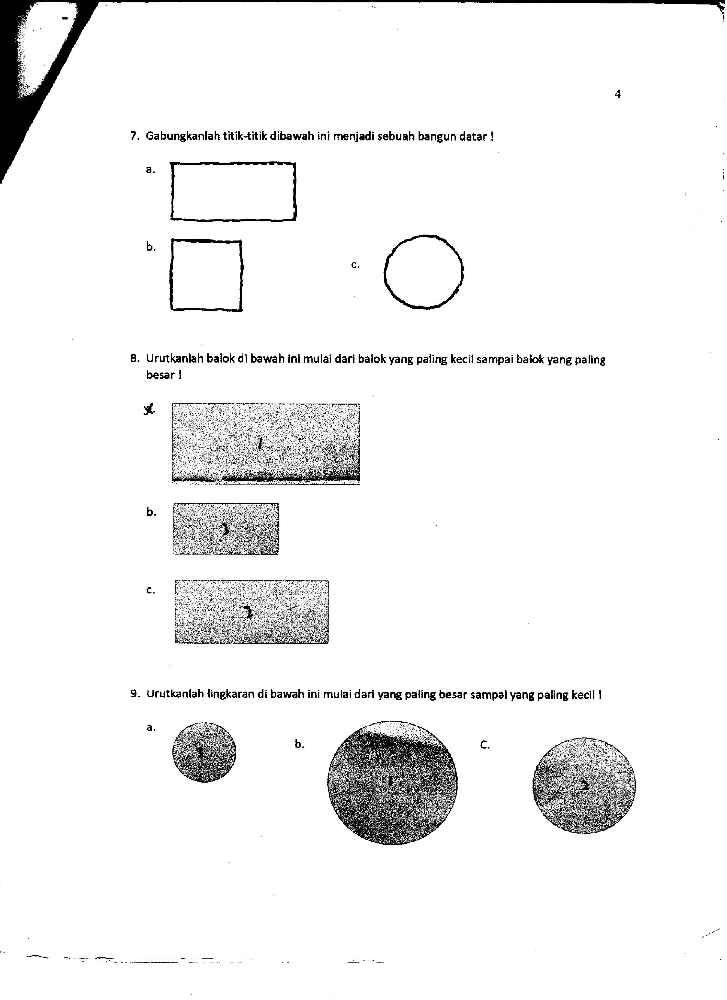 4
7. Gabungkanlah titik-titik dibawah ini menjadi sebuah bangun datar !
a.
b.
c.
8. Urutkanlah balok di bawah ini mulai dari balok yang paling kecil sampai balok yang paling
besar !
1
b.
3
c.
2
9. Urutkanlah lingkaran di bawah ini mulai dari yang paling besar sampai yang paling kecil !
a.
b.
C.
3
1
2